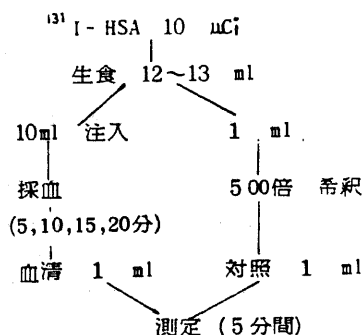 ¹³¹I-HSA 10 μCi
生食 12～13 ml
10ml 注入 1 ml
採血 500倍 希釈
(5,10,15,20分)
血清 1 ml 対照 1 ml
測定 (5分間)